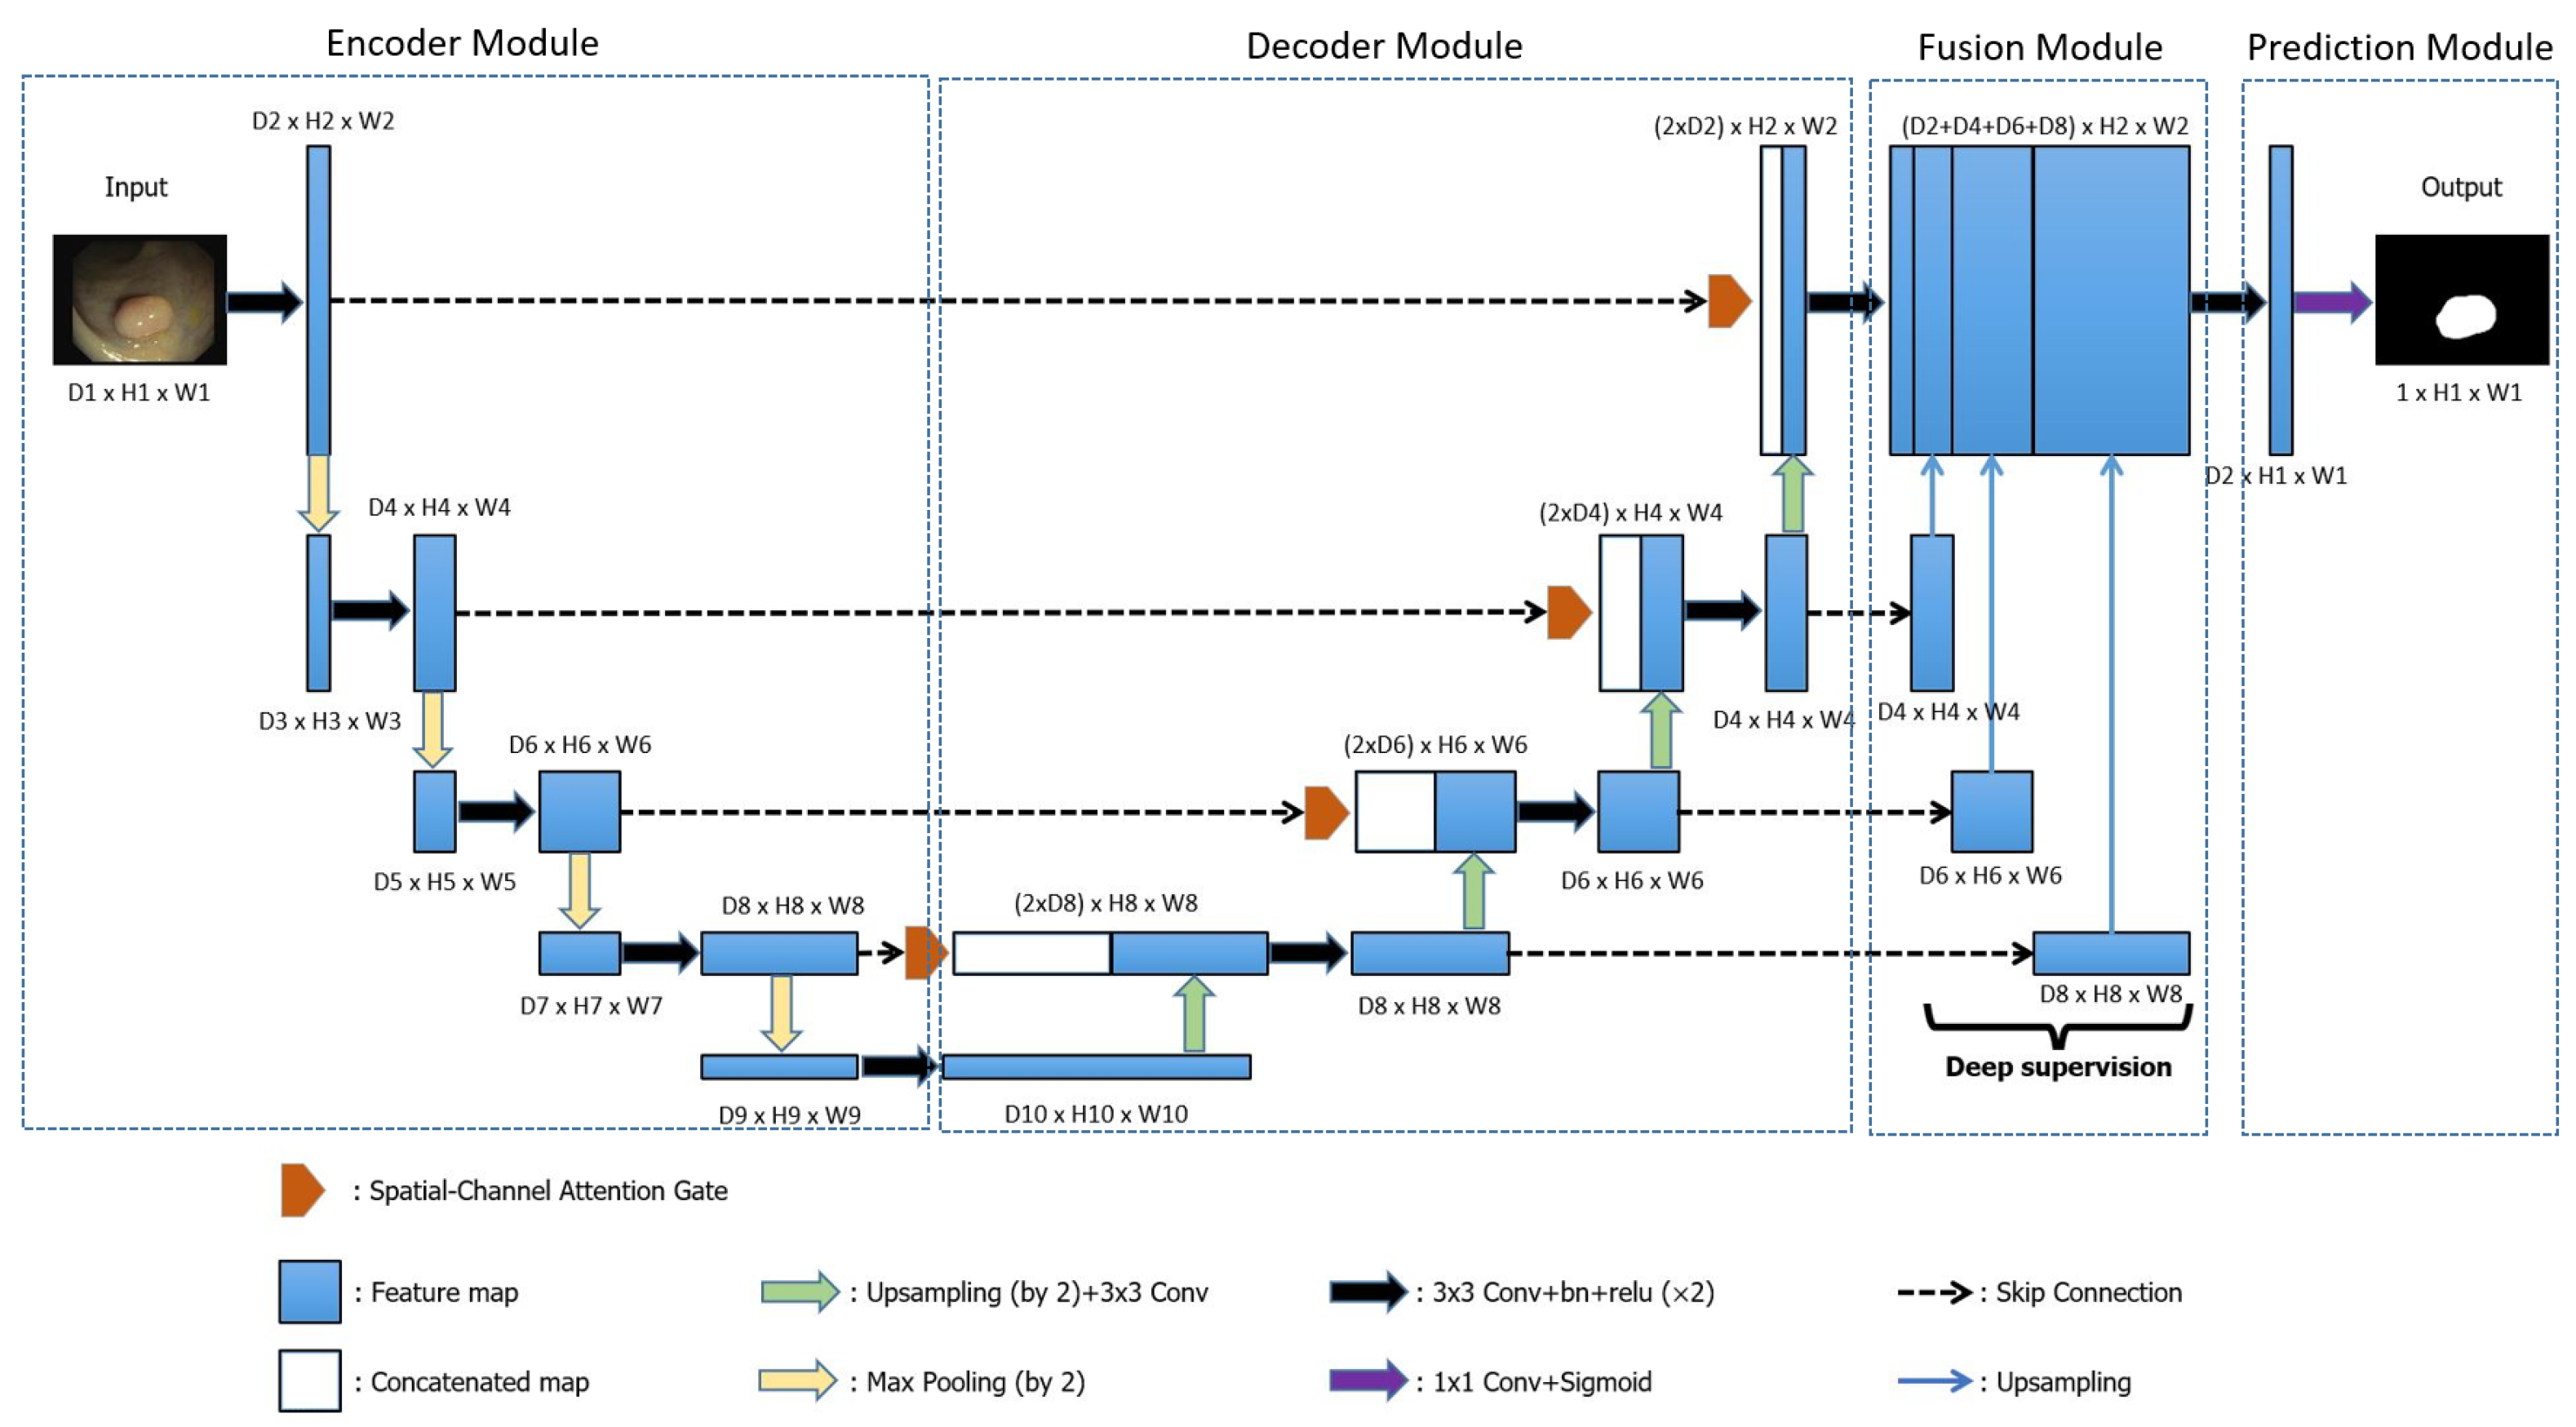 Encoder Module
Decoder Module
Fusion Module
Prediction Module
D2 x H2 x W2
(2xD2) x H2 x W2
(D2+D4+D6+D8) x H2 x W2
Input
Output
D1 x H1 x W1
1 x H1 x W1
D2 x H1 x W1
D4 x H4 x W4
(2xD4) x H4 x W4
D3 x H3 x W3
D4 x H4 x W4
D4 x H4 x W4
D6 x H6 x W6
(2xD6) x H6 x W6
D5 x H5 x W5
D6 x H6 x W6
D6 x H6 x W6
D8 x H8 x W8
(2xD8) x H8 x W8
D7 x H7 x W7
D8 x H8 x W8
D8 x H8 x W8
Deep supervision
D9 x H9 x W9
D10 x H10 x W10
: Spatial-Channel Attention Gate
: Feature map
: Upsampling (by 2)+3x3 Conv
: 3x3 Conv+bn+relu (×2)
: Skip Connection
: Concatenated map
: Max Pooling (by 2)
: 1x1 Conv+Sigmoid
: Upsampling